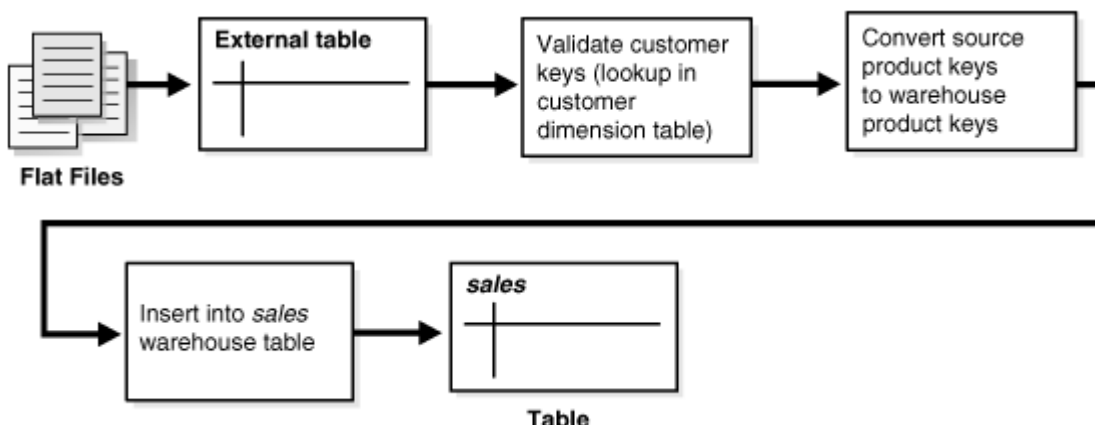 External table
Validate customer
keys (lookup in
customer
dimension table)
Convert source
product keys
to warehouse
product keys
Flat Files
Insert into sales
warehouse table
sales
Table